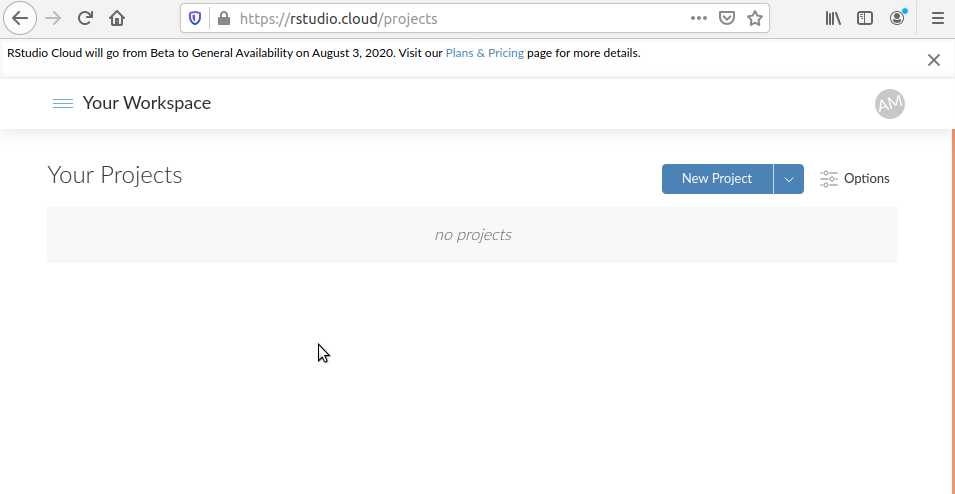 https://rstudio.cloud/projects
RStudio Cloud will go from Beta to General Availability on August 3, 2020. Visit our Plans & Pricing page for more details.
Your Workspace
AM
Your Projects
New Project
Options
no projects